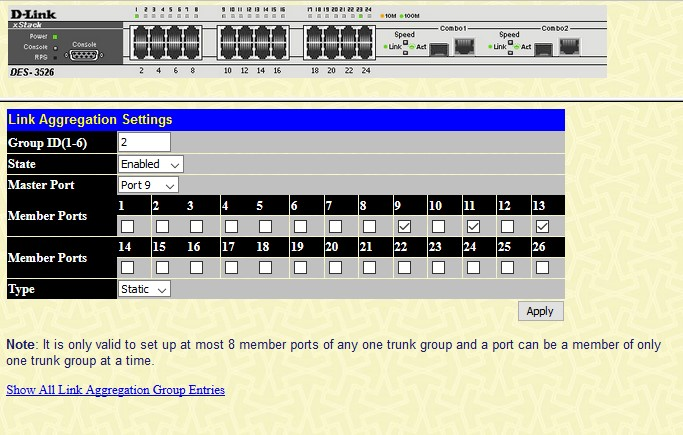 D-Link
xStack
1 2 3 4 5 6 7 8 9 10 11 12 13 14 15 16 17 18 19 20 21 22 23 24
10M 100M
Power
Console
RPS
Console
Speed
Link Act
Combo1
Speed
Link Act
Combo2
DES-3526
2 4 6 8 10 12 14 16 18 20 22 24
Link Aggregation Settings
Group ID(1-6) 2
State Enabled
Master Port Port 9
1 2 3 4 5 6 7 8 9 10 11 12 13
Member Ports
14 15 16 17 18 19 20 21 22 23 24 25 26
Member Ports
Type Static
Apply
Note: It is only valid to set up at most 8 member ports of any one trunk group and a port can be a member of only
one trunk group at a time.
Show All Link Aggregation Group Entries